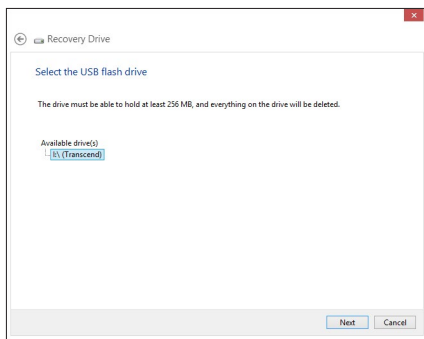 Recovery Drive
Select the USB flash drive
The drive must be able to hold at least 256 MB, and everything on the drive will be deleted.
Available drive(s)
I:\ (Transcend)
Next Cancel